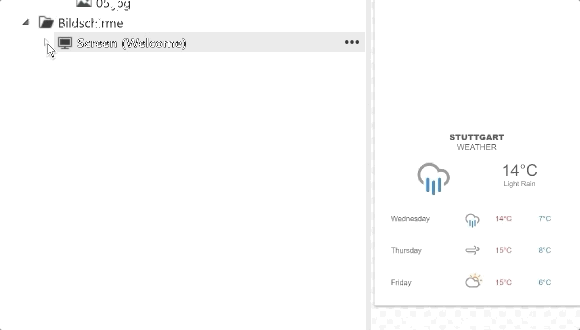 05.jpg
Bildschirme
Screen (Welcome)
STUTTGART
WEATHER
14°C
Light Rain
Wednesday 14°C 7°C
Thursday 15°C 8°C
Friday 15°C 6°C